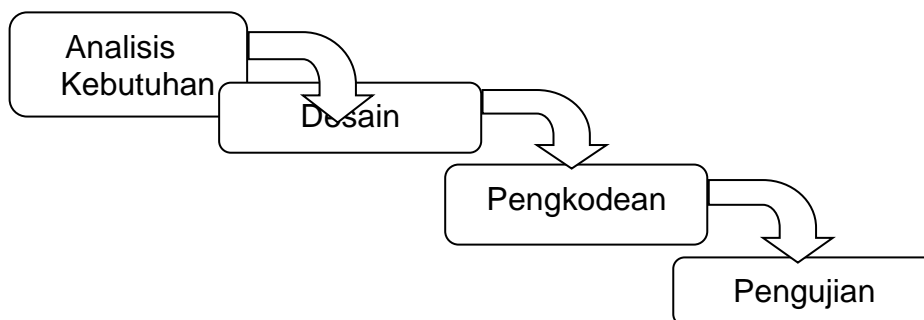 Analisis
Kebutuhan
Desain
Pengkodean
Pengujian